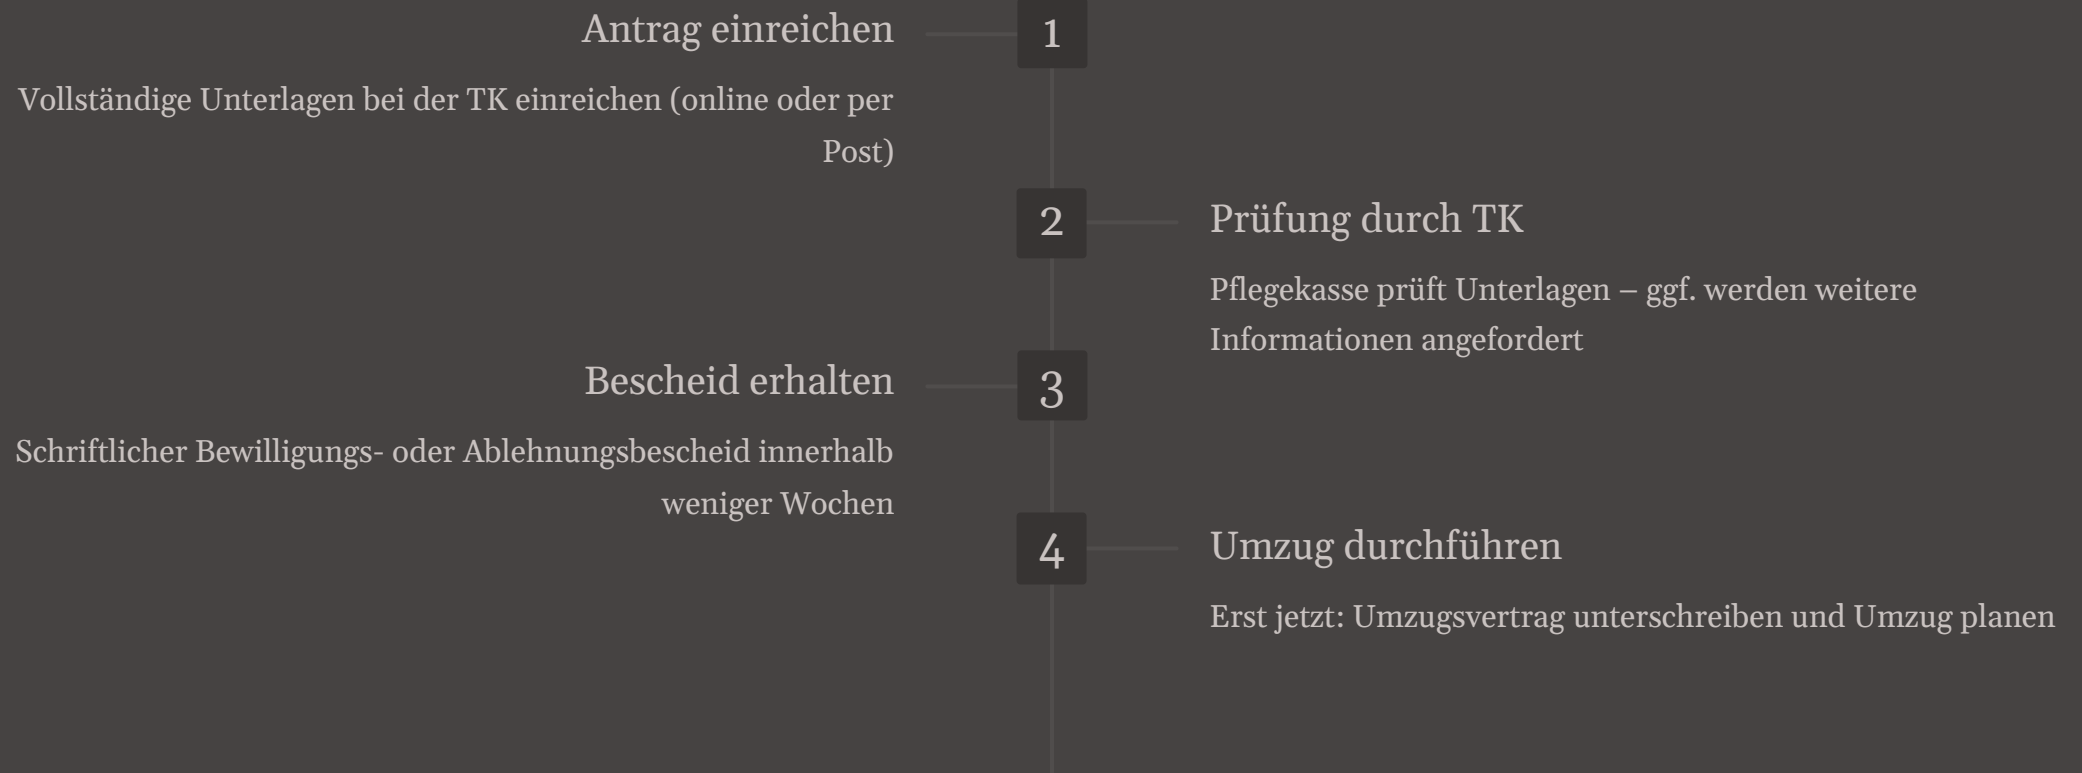 Antrag einreichen
1
Vollständige Unterlagen bei der TK einreichen (online oder per
Post)
2
Prüfung durch TK
Pflegekasse prüft Unterlagen – ggf. werden weitere
Informationen angefordert
Bescheid erhalten
3
Schriftlicher Bewilligungs- oder Ablehnungsbescheid innerhalb
weniger Wochen
4
Umzug durchführen
Erst jetzt: Umzugsvertrag unterschreiben und Umzug planen